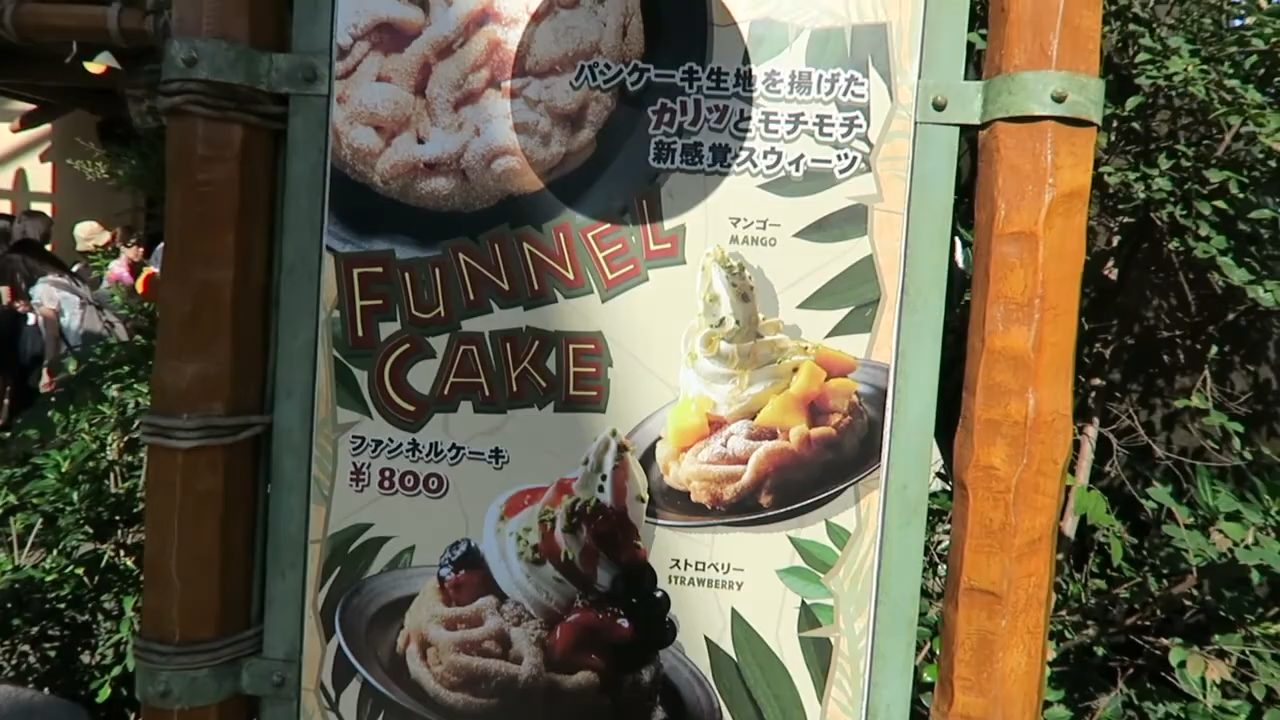 パンケーキ生地を揚げた
カリッとモチモチ
新感覚スウィーツ
マンゴー
MANGO
FUNNEL
CAKE
ファンネルケーキ
¥800
ストロベリー
STRAWBERRY